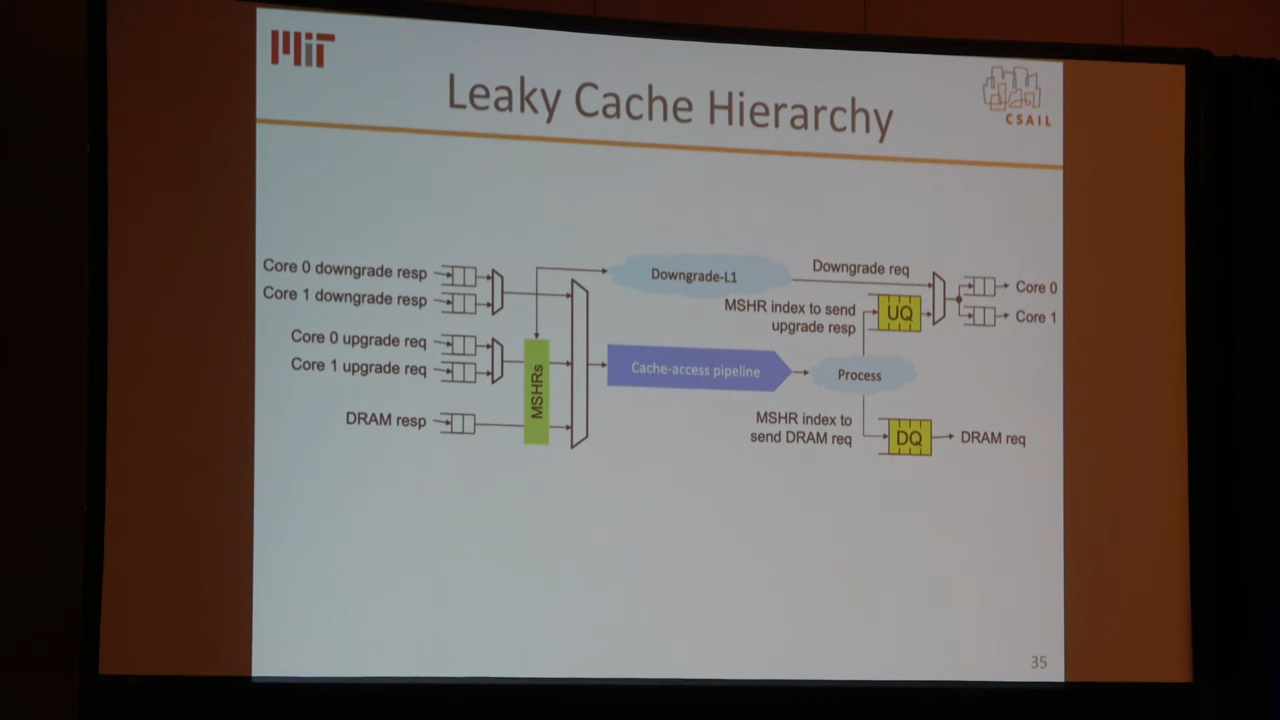 MIT
CSAIL
Leaky Cache Hierarchy
Core 0 downgrade resp
Core 1 downgrade resp
Core 0 upgrade req
Core 1 upgrade req
DRAM resp
MSHRs
Downgrade-L1
Downgrade req
MSHR index to send
upgrade resp
UQ
Core 0
Core 1
Cache-access pipeline
Process
MSHR index to
send DRAM req
DQ
DRAM req
35